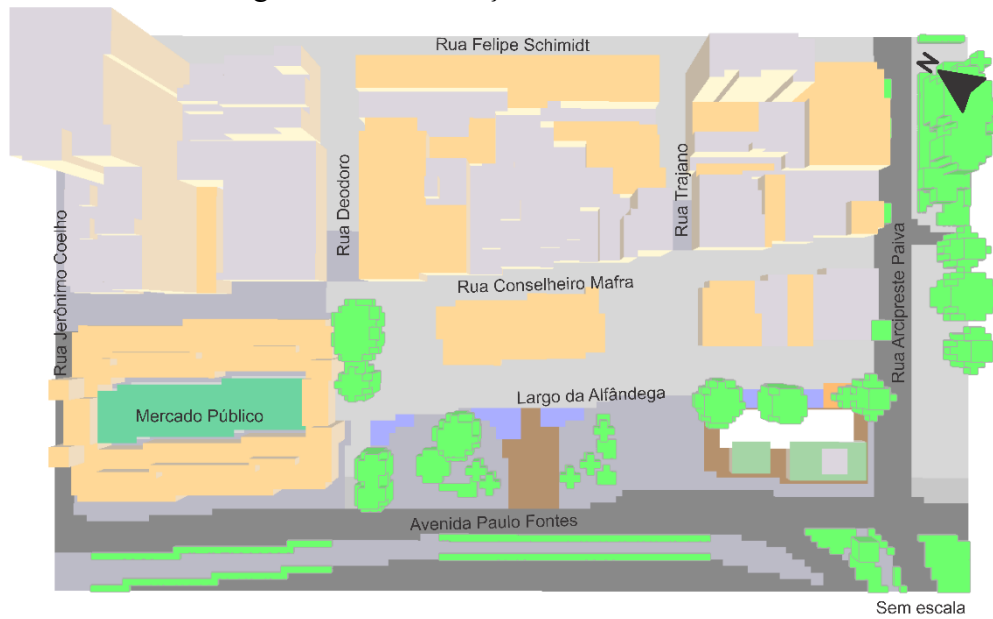 Rua Felipe Schimidt
N
Rua Deodoro
Rua Trajano
Rua Jerônimo Coelho
Rua Conselheiro Mafra
Rua Arcipreste Paiva
Largo da Alfândega
Mercado Público
Avenida Paulo Fontes
Sem escala